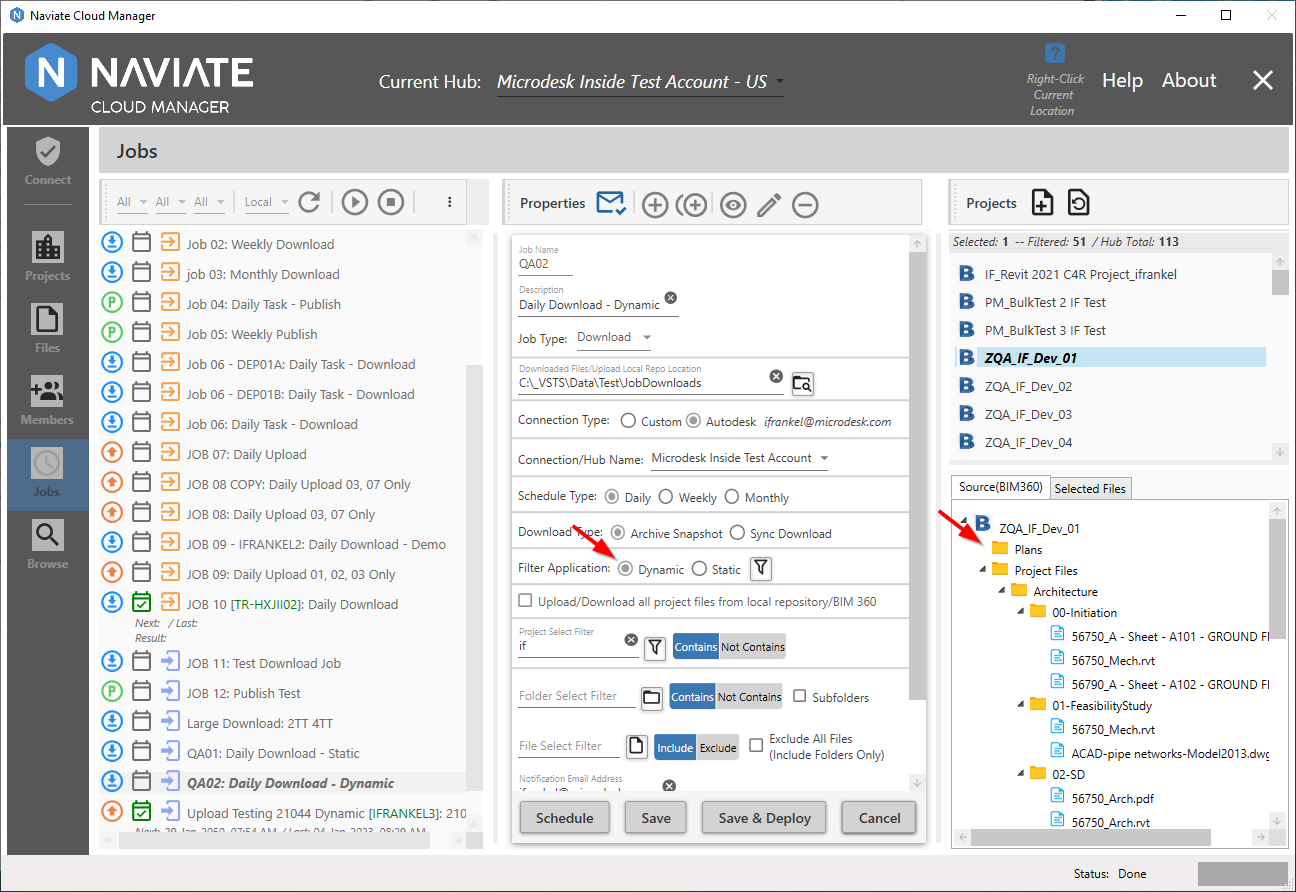 Naviate Cloud Manager
NAVIATE
CLOUD MANAGER
Current Hub: Microdesk Inside Test Account - US
?
Right-Click
Current
Location
Help About
Connect
Projects
Files
Members
Jobs
Browse
Jobs
All All All Local
Job 02: Weekly Download
job 03: Monthly Download
P Job 04: Daily Task - Publish
P Job 05: Weekly Publish
Job 06 - DEP01A: Daily Task - Download
Job 06 - DEP01B: Daily Task - Download
Job 06: Daily Task - Download
JOB 07: Daily Upload
JOB 08 COPY: Daily Upload 03, 07 Only
JOB 08: Daily Upload 03, 07 Only
JOB 09 - IFRANKEL2: Daily Download - Demo
JOB 09: Daily Upload 01, 02, 03 Only
JOB 10 [TR-HXJII02]: Daily Download
Next: / Last:
Result:
JOB 11: Test Download Job
P JOB 12: Publish Test
Large Download: 2TT 4TT
QA01: Daily Download - Static
QA02: Daily Download - Dynamic
Upload Testing 21044 Dynamic [IFRANKEL3]: 210
Next: 29-Jan-2050, 07:54 AM / Last: 04-Jan-2023, 08:29 AM
Properties
Job Name
QA02
Description
Daily Download - Dynamic
Job Type: Download
Downloaded Files/Upload Local Repo Location
C:\_VSTS\Data\Test\JobDownloads
Connection Type: Custom Autodesk ifrankel@microdesk.com
Connection/Hub Name: Microdesk Inside Test Account
Schedule Type: Daily Weekly Monthly
Download Type: Archive Snapshot Sync Download
Filter Application: Dynamic Static
Upload/Download all project files from local repository/BIM 360
Project Select Filter
if
Contains Not Contains
Folder Select Filter Contains Not Contains Subfolders
File Select Filter Include Exclude Exclude All Files
(Include Folders Only)
Notification Email Address
Schedule Save Save & Deploy Cancel
Projects
Selected: 1 -- Filtered: 51 / Hub Total: 113
B IF_Revit 2021 C4R Project_ifrankel
B PM_BulkTest 2 IF Test
B PM_BulkTest 3 IF Test
B ZQA_IF_Dev_01
B ZQA_IF_Dev_02
B ZQA_IF_Dev_03
B ZQA_IF_Dev_04
Source(BIM360) Selected Files
B ZQA_IF_Dev_01
Plans
Project Files
Architecture
00-Initiation
56750_A - Sheet - A101 - GROUND FI
56750_Mech.rvt
56790_A - Sheet - A102 - GROUND FI
01-FeasibilityStudy
56750_Mech.rvt
ACAD-pipe networks-Model2013.dwg
02-SD
56750_Arch.pdf
56750_Arch.rvt
Status: Done